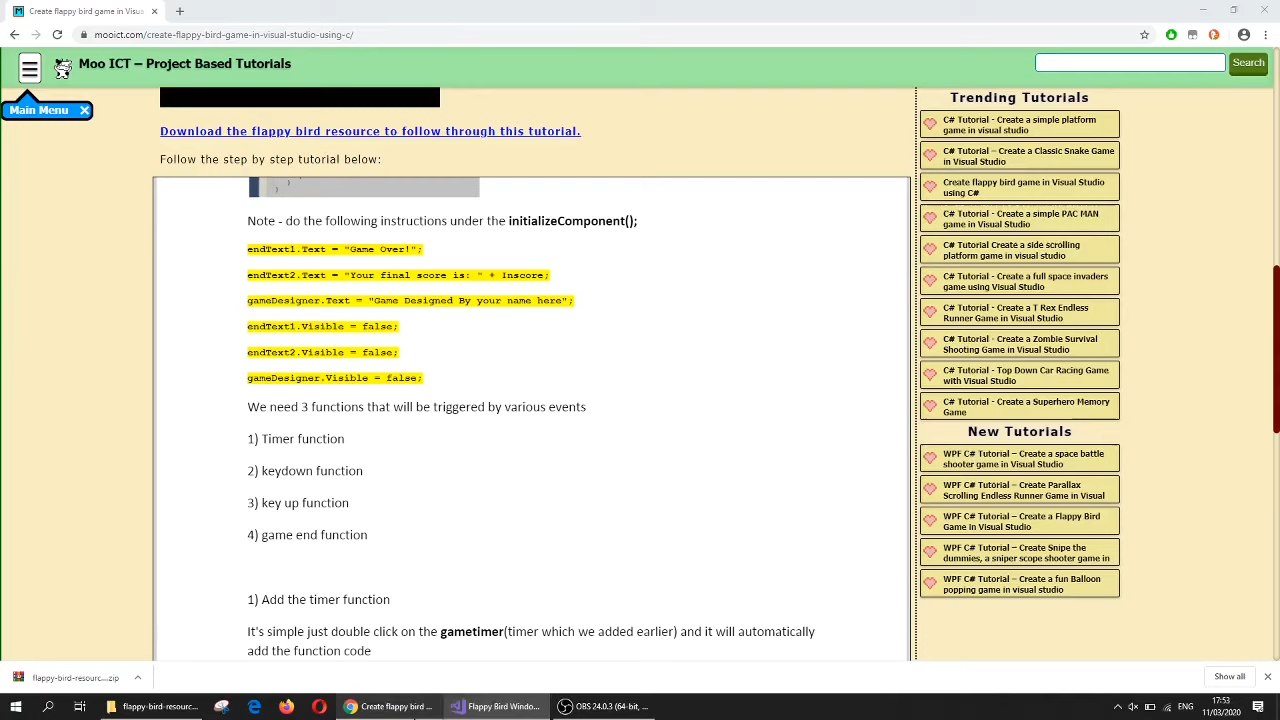 Create flappy bird game in Visua
mooict.com/create-flappy-bird-game-in-visual-studio-using-c/
Moo ICT – Project Based Tutorials
Search
Main Menu
Download the flappy bird resource to follow through this tutorial.
Follow the step by step tutorial below:
}
}
Note - do the following instructions under the initializeComponent();
endText1.Text = "Game Over!";
endText2.Text = "Your final score is: " + Inscore;
gameDesigner.Text = "Game Designed By your name here";
endText1.Visible = false;
endText2.Visible = false;
gameDesigner.Visible = false;
We need 3 functions that will be triggered by various events
1) Timer function
2) keydown function
3) key up function
4) game end function
1) Add the timer function
It's simple just double click on the gametimer(timer which we added earlier) and it will automatically
add the function code
Trending Tutorials
C# Tutorial - Create a simple platform
game in visual studio
C# Tutorial – Create a Classic Snake Game
in Visual Studio
Create flappy bird game in Visual Studio
using C#
C# Tutorial - Create a simple PAC MAN
game in Visual Studio
C# Tutorial Create a side scrolling
platform game in visual studio
C# Tutorial - Create a full space invaders
game using Visual Studio
C# Tutorial - Create a T Rex Endless
Runner Game in Visual Studio
C# Tutorial - Create a Zombie Survival
Shooting Game in Visual Studio
C# Tutorial - Top Down Car Racing Game
with Visual Studio
C# Tutorial - Create a Superhero Memory
Game
New Tutorials
WPF C# Tutorial – Create a space battle
shooter game in Visual Studio
WPF C# Tutorial – Create Parallax
Scrolling Endless Runner Game in Visual
WPF C# Tutorial – Create a Flappy Bird
Game in Visual Studio
WPF C# Tutorial – Create Snipe the
dummies, a sniper scope shooter game in
WPF C# Tutorial – Create a fun Balloon
popping game in visual studio
flappy-bird-resourc....zip
Show all
flappy-bird-resourc...
Create flappy bird ...
Flappy Bird Windo...
OBS 24.0.3 (64-bit, ...
ENG
17:53
11/03/2020